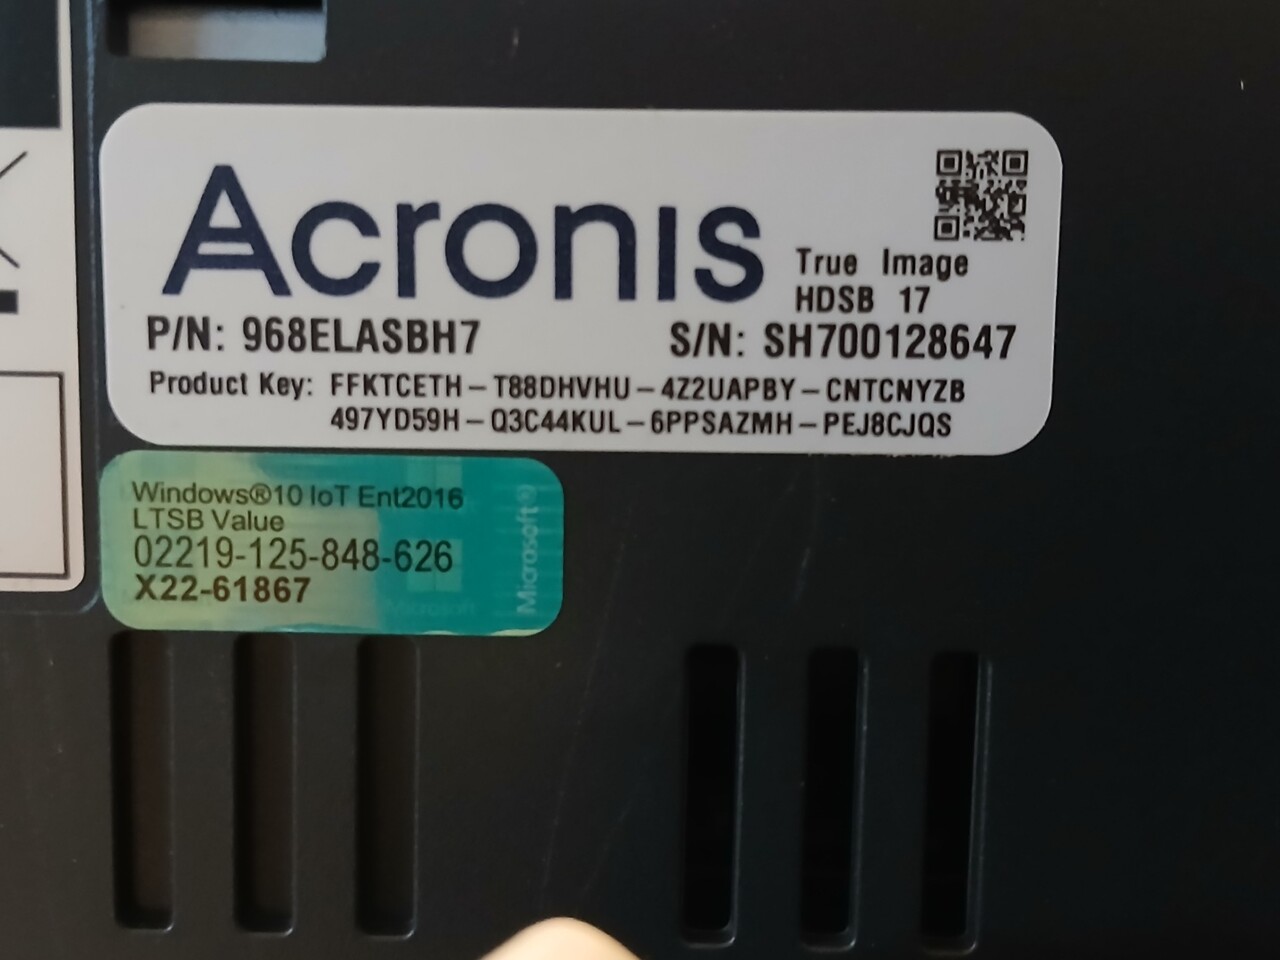 Acronis
True Image
HDSB 17
P/N: 968ELASBH7 S/N: SH700128647
Product Key: FFKTCETH – T88DHVHU – 4Z2UAPBY – CNTCNYZB
497YD59H – Q3C44KUL – 6PPSAZMH – PEJ8CJQS
Windows®10 IoT Ent2016
LTSB Value
02219-125-848-626
X22-61867
Microsoft®
Microsoft